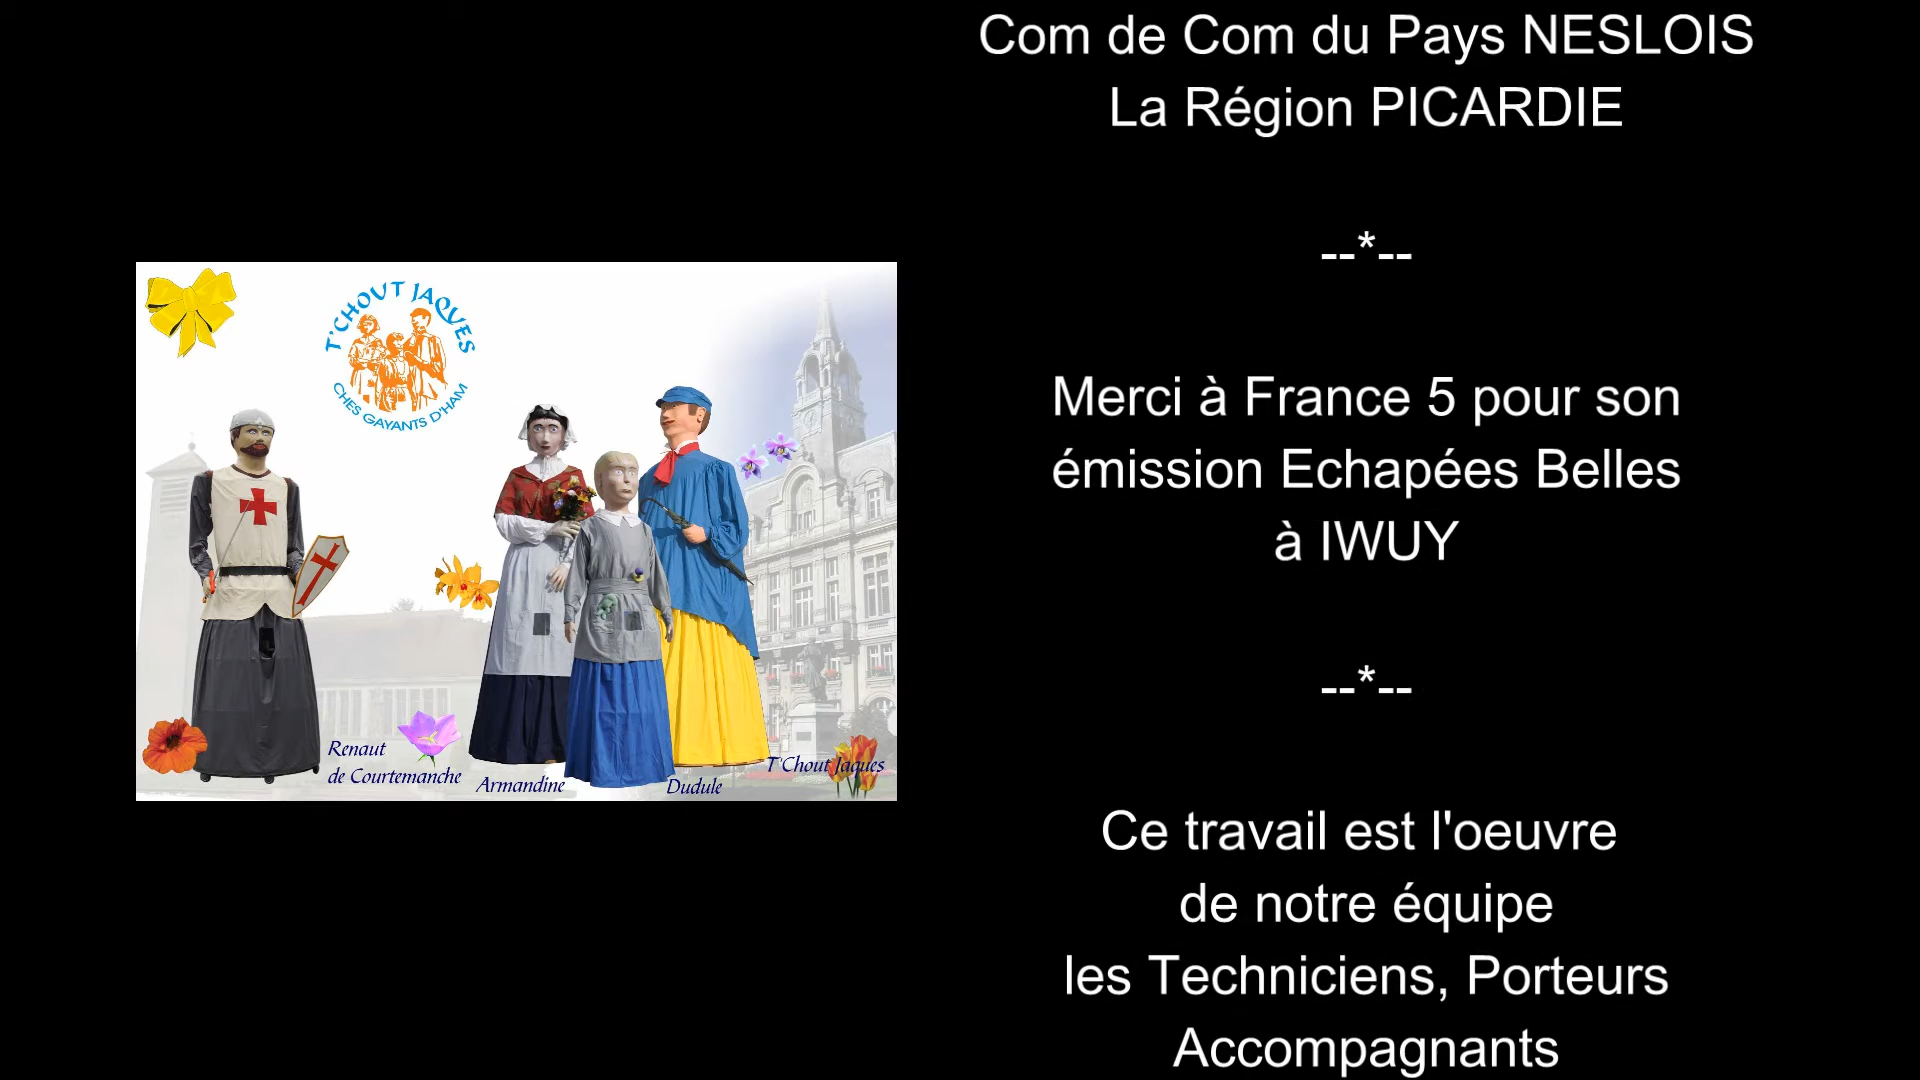 T'CHOUT JAQUES
CHES GAYANTS D'HAM
Renaut
de Courtemanche
Armandine
Dudule
T'Chout Jaques
Com de Com du Pays NESLOIS
La Région PICARDIE
--*--
Merci à France 5 pour son
émission Echapées Belles
à IWUY
--*--
Ce travail est l'oeuvre
de notre équipe
les Techniciens, Porteurs
Accompagnants